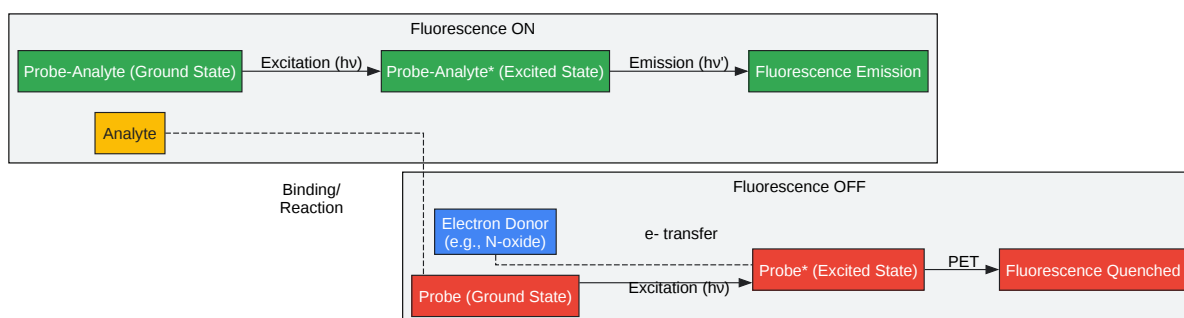 Fluorescence ON
Probe-Analyte (Ground State)
Excitation (hν)
Probe-Analyte* (Excited State)
Emission (hν')
Fluorescence Emission
Analyte
Binding/
Reaction
Fluorescence OFF
Electron Donor
(e.g., N-oxide)
e- transfer
Probe (Ground State)
Excitation (hν)
Probe* (Excited State)
PET
Fluorescence Quenched